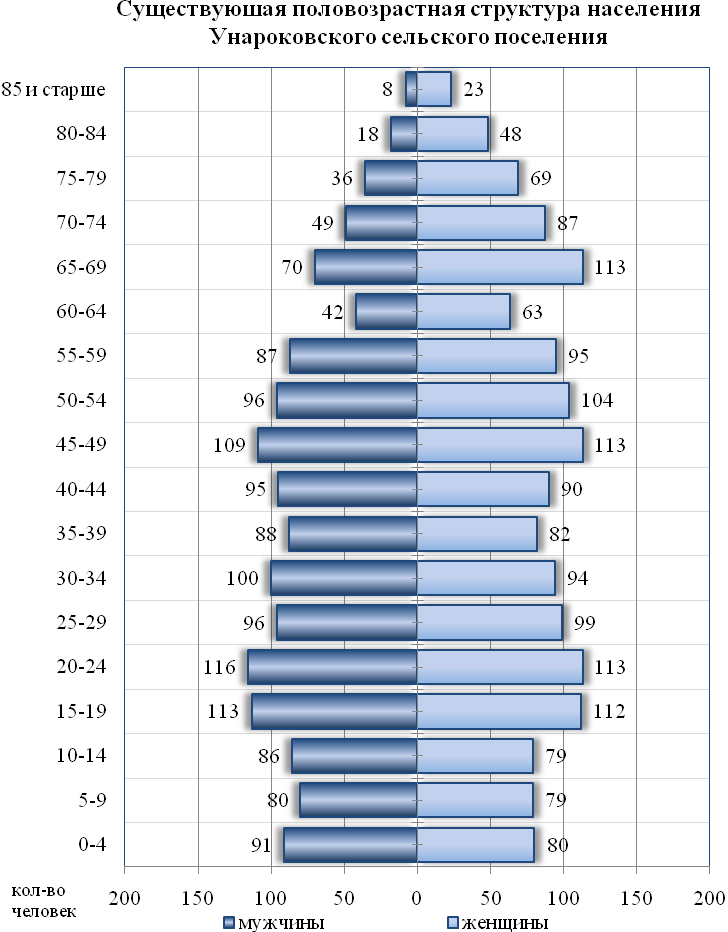 Существуюшая половозрастная структура населения
Унароковского сельского поселения
85 и старше 8 23
80-84 18 48
75-79 36 69
70-74 49 87
65-69 70 113
60-64 42 63
55-59 87 95
50-54 96 104
45-49 109 113
40-44 95 90
35-39 88 82
30-34 100 94
25-29 96 99
20-24 116 113
15-19 113 112
10-14 86 79
5-9 80 79
0-4 91 80
кол-во
человек
200 150 100 50 0 50 100 150 200
мужчины женщины